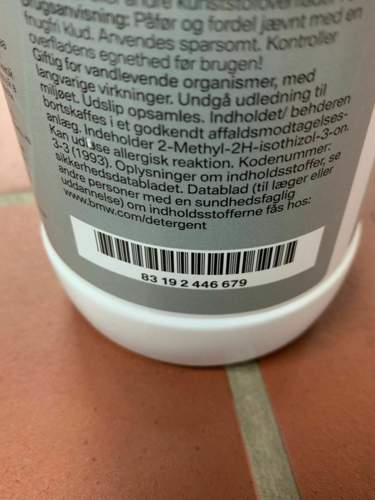 andre kunststofoverflader
Brugsanvisning: Påfør og fordel jævnt med en
fnugfri klud. Anvendes sparsomt. Kontroller
overfladens egnethed før brugen!
Giftig for vandlevende organismer, med
langvarige virkninger. Undgå udledning til
miljøet. Udslip opsamles. Indholdet/ beholderen
bortskaffes i et godkendt affaldsmodtagelses-
anlæg. Indeholder 2-Methyl-2H-isothizol-3-on.
Kan udløse allergisk reaktion. Kodenummer:
3-3 (1993). Oplysninger om indholdsstoffer, se
sikkerhedsdatabladet. Datablad (til læger eller
andre personer med en sundhedsfaglig
uddannelse) om indholdsstofferne fås hos:
www.bmw.com/detergent
83 19 2 446 679